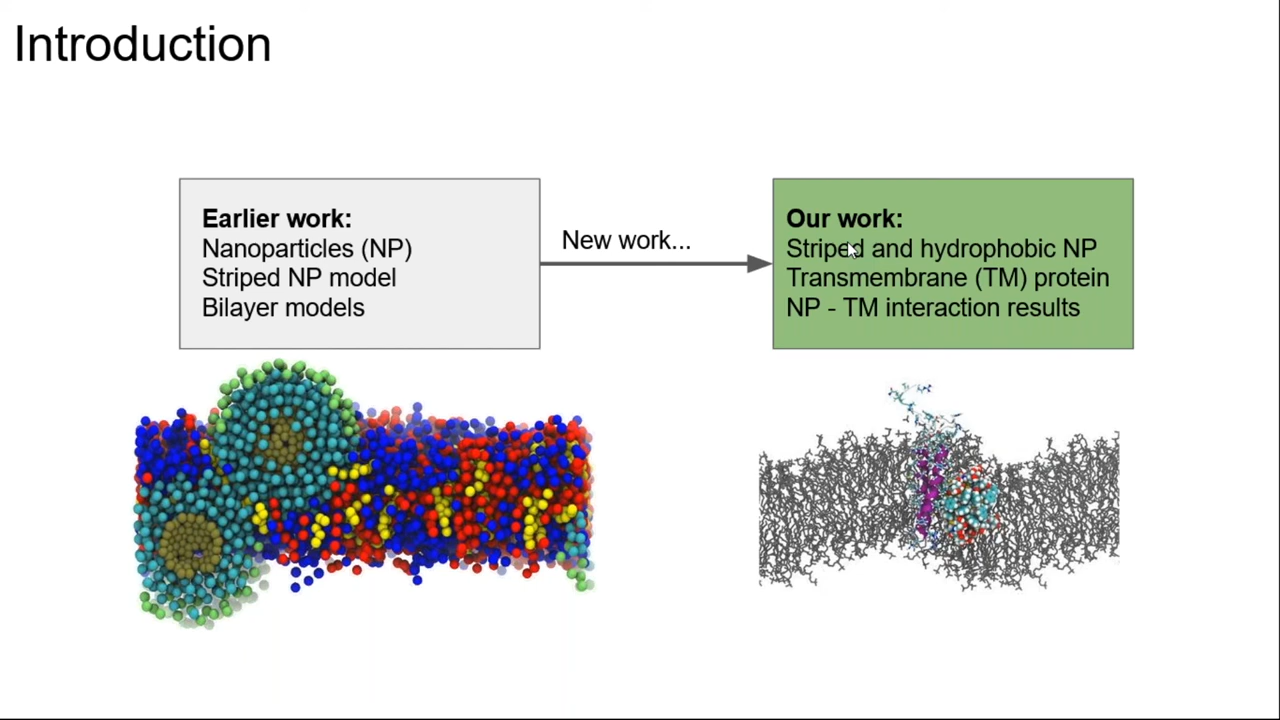 Introduction
Earlier work:
Nanoparticles (NP)
Striped NP model
Bilayer models
New work...
Our work:
Striped and hydrophobic NP
Transmembrane (TM) protein
NP - TM interaction results